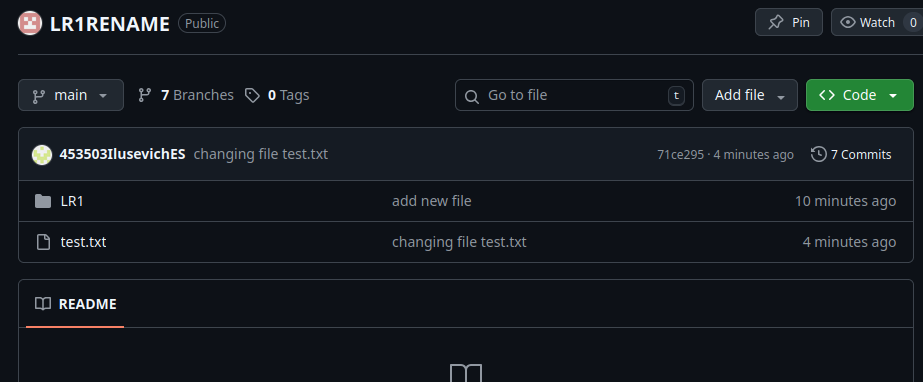 LR1RENAME Public Pin Watch 0
main 7 Branches 0 Tags Go to file t Add file Code
453503IlusevichES changing file test.txt 71ce295 · 4 minutes ago 7 Commits
LR1 add new file 10 minutes ago
test.txt changing file test.txt 4 minutes ago
README